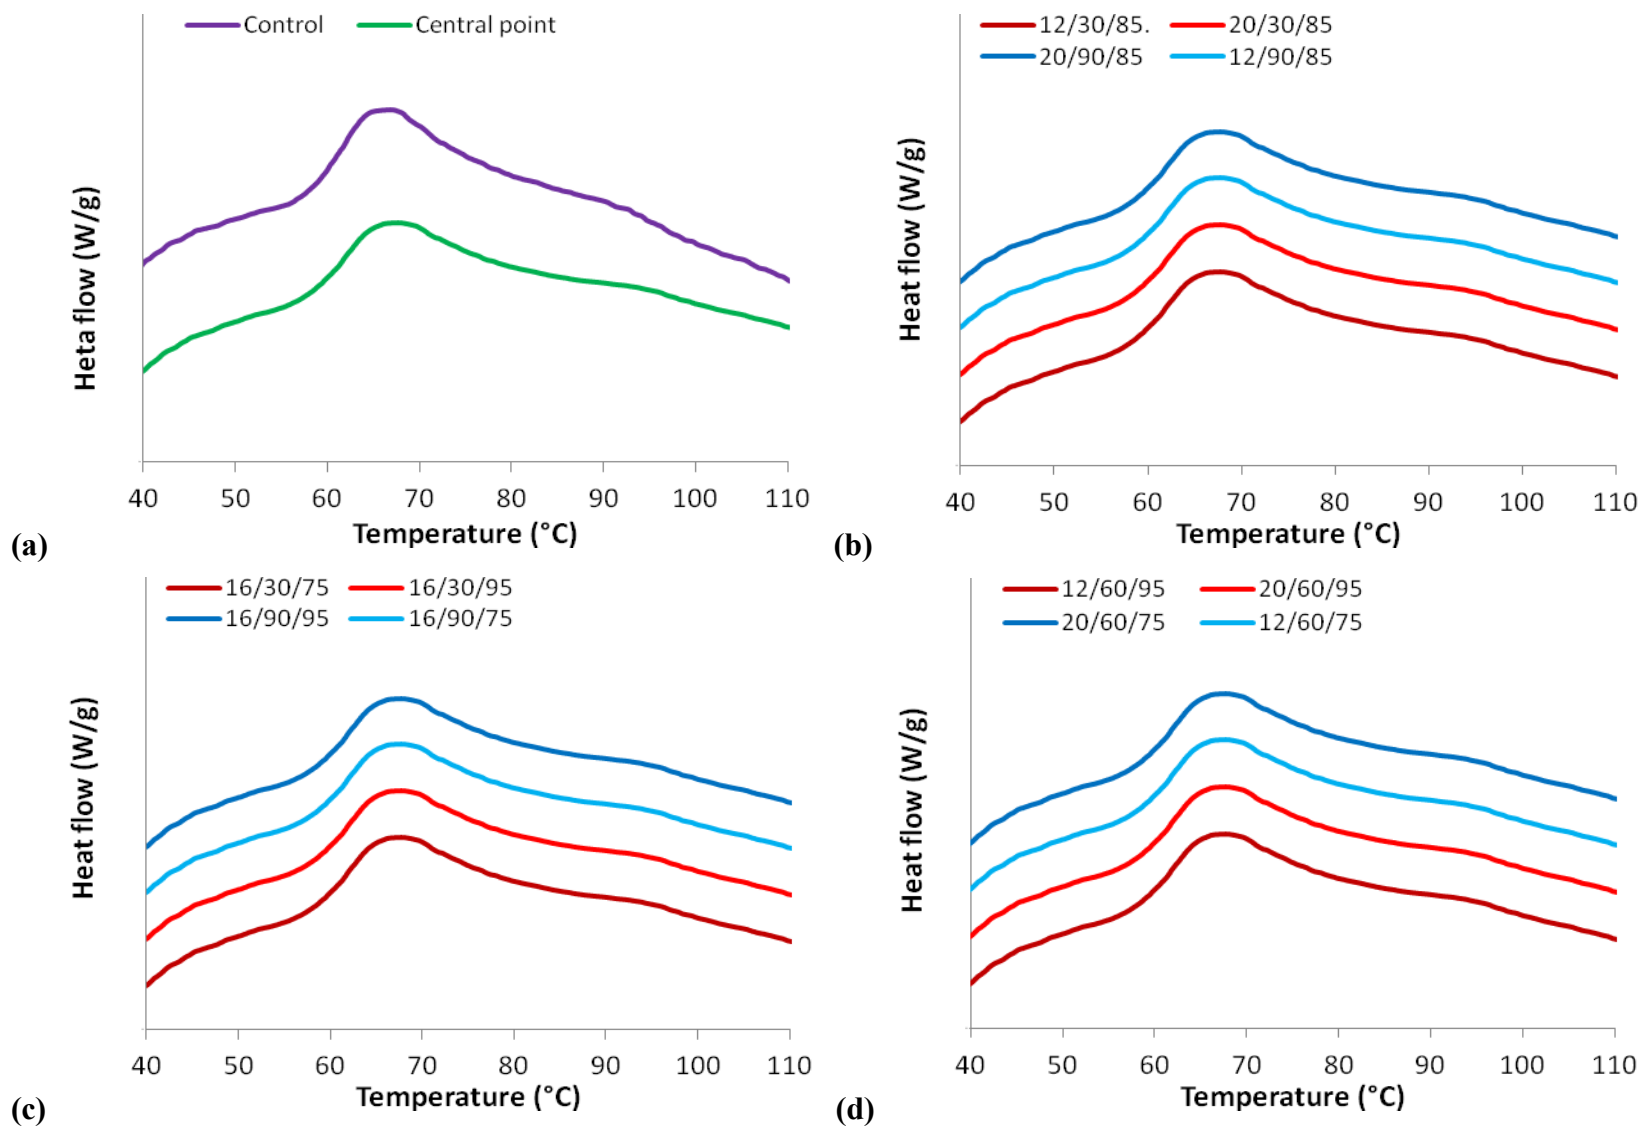 Control Central point
Heta flow (W/g)
40 50 60 70 80 90 100 110
Temperature (°C)
(a)
12/30/85. 20/30/85
20/90/85 12/90/85
Heat flow (W/g)
40 50 60 70 80 90 100 110
Temperature (°C)
(b)
16/30/75 16/30/95
16/90/95 16/90/75
Heat flow (W/g)
40 50 60 70 80 90 100 110
Temperature (°C)
(c)
12/60/95 20/60/95
20/60/75 12/60/75
Heat flow (W/g)
40 50 60 70 80 90 100 110
Temperature (°C)
(d)